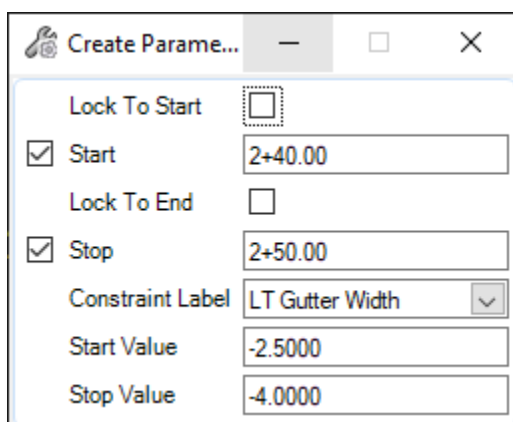 Create Parame...
Lock To Start
Start 2+40.00
Lock To End
Stop 2+50.00
Constraint Label LT Gutter Width
Start Value -2.5000
Stop Value -4.0000